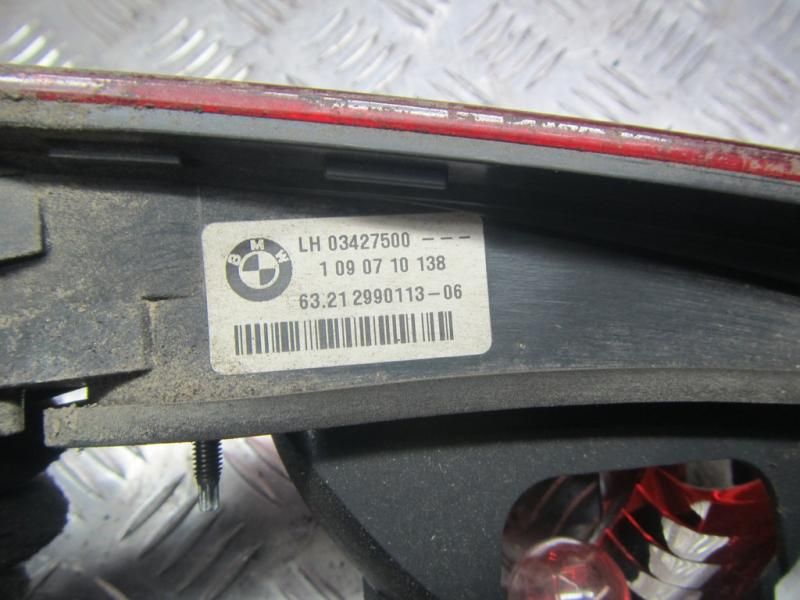 BMW
LH 03427500 ---
1 09 07 10 138
63.21 2990113-06